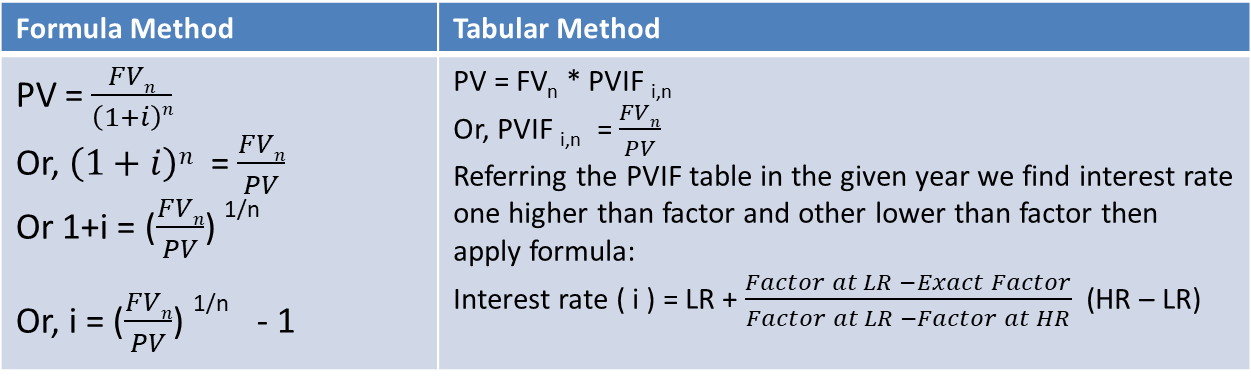 Formula Method
PV = FVₙ/(1+i)ⁿ
Or, (1 + i)ⁿ = FVₙ/PV
Or 1+i = (FVₙ/PV) ^1/n
Or, i = (FVₙ/PV) ^1/n - 1
Tabular Method
PV = FVₙ * PVIF i,n
Or, PVIF i,n = FVₙ/PV
Referring the PVIF table in the given year we find interest rate
one higher than factor and other lower than factor then
apply formula:
Interest rate ( i ) = LR + (Factor at LR −Exact Factor)/(Factor at LR −Factor at HR) (HR – LR)